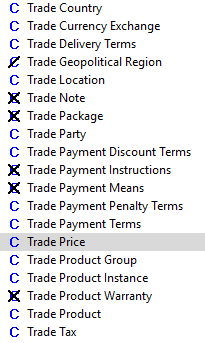 C Trade Country
C Trade Currency Exchange
C Trade Delivery Terms
C Trade Geopolitical Region
C Trade Location
C Trade Note
C Trade Package
C Trade Party
C Trade Payment Discount Terms
C Trade Payment Instructions
C Trade Payment Means
C Trade Payment Penalty Terms
C Trade Payment Terms
C Trade Price
C Trade Product Group
C Trade Product Instance
C Trade Product Warranty
C Trade Product
C Trade Tax